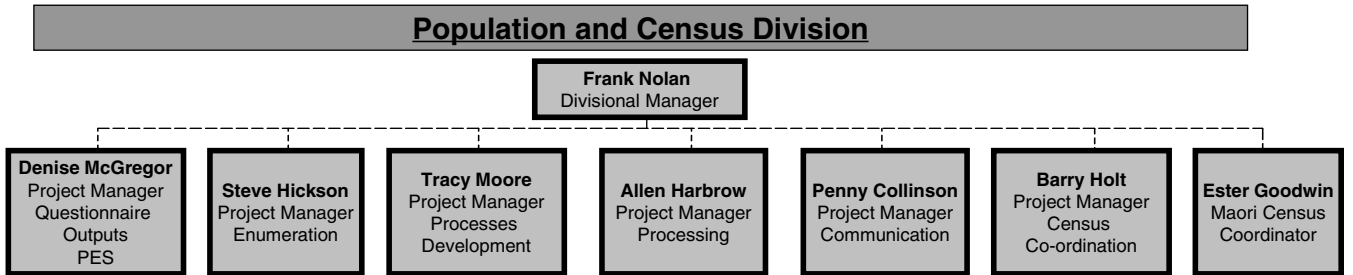 Population and Census Division
Frank Nolan
Divisional Manager
Denise McGregor
Project Manager
Questionnaire
Outputs
PES
Steve Hickson
Project Manager
Enumeration
Tracy Moore
Project Manager
Processes
Development
Allen Harbrow
Project Manager
Processing
Penny Collinson
Project Manager
Communication
Barry Holt
Project Manager
Census
Co-ordination
Ester Goodwin
Maori Census
Coordinator